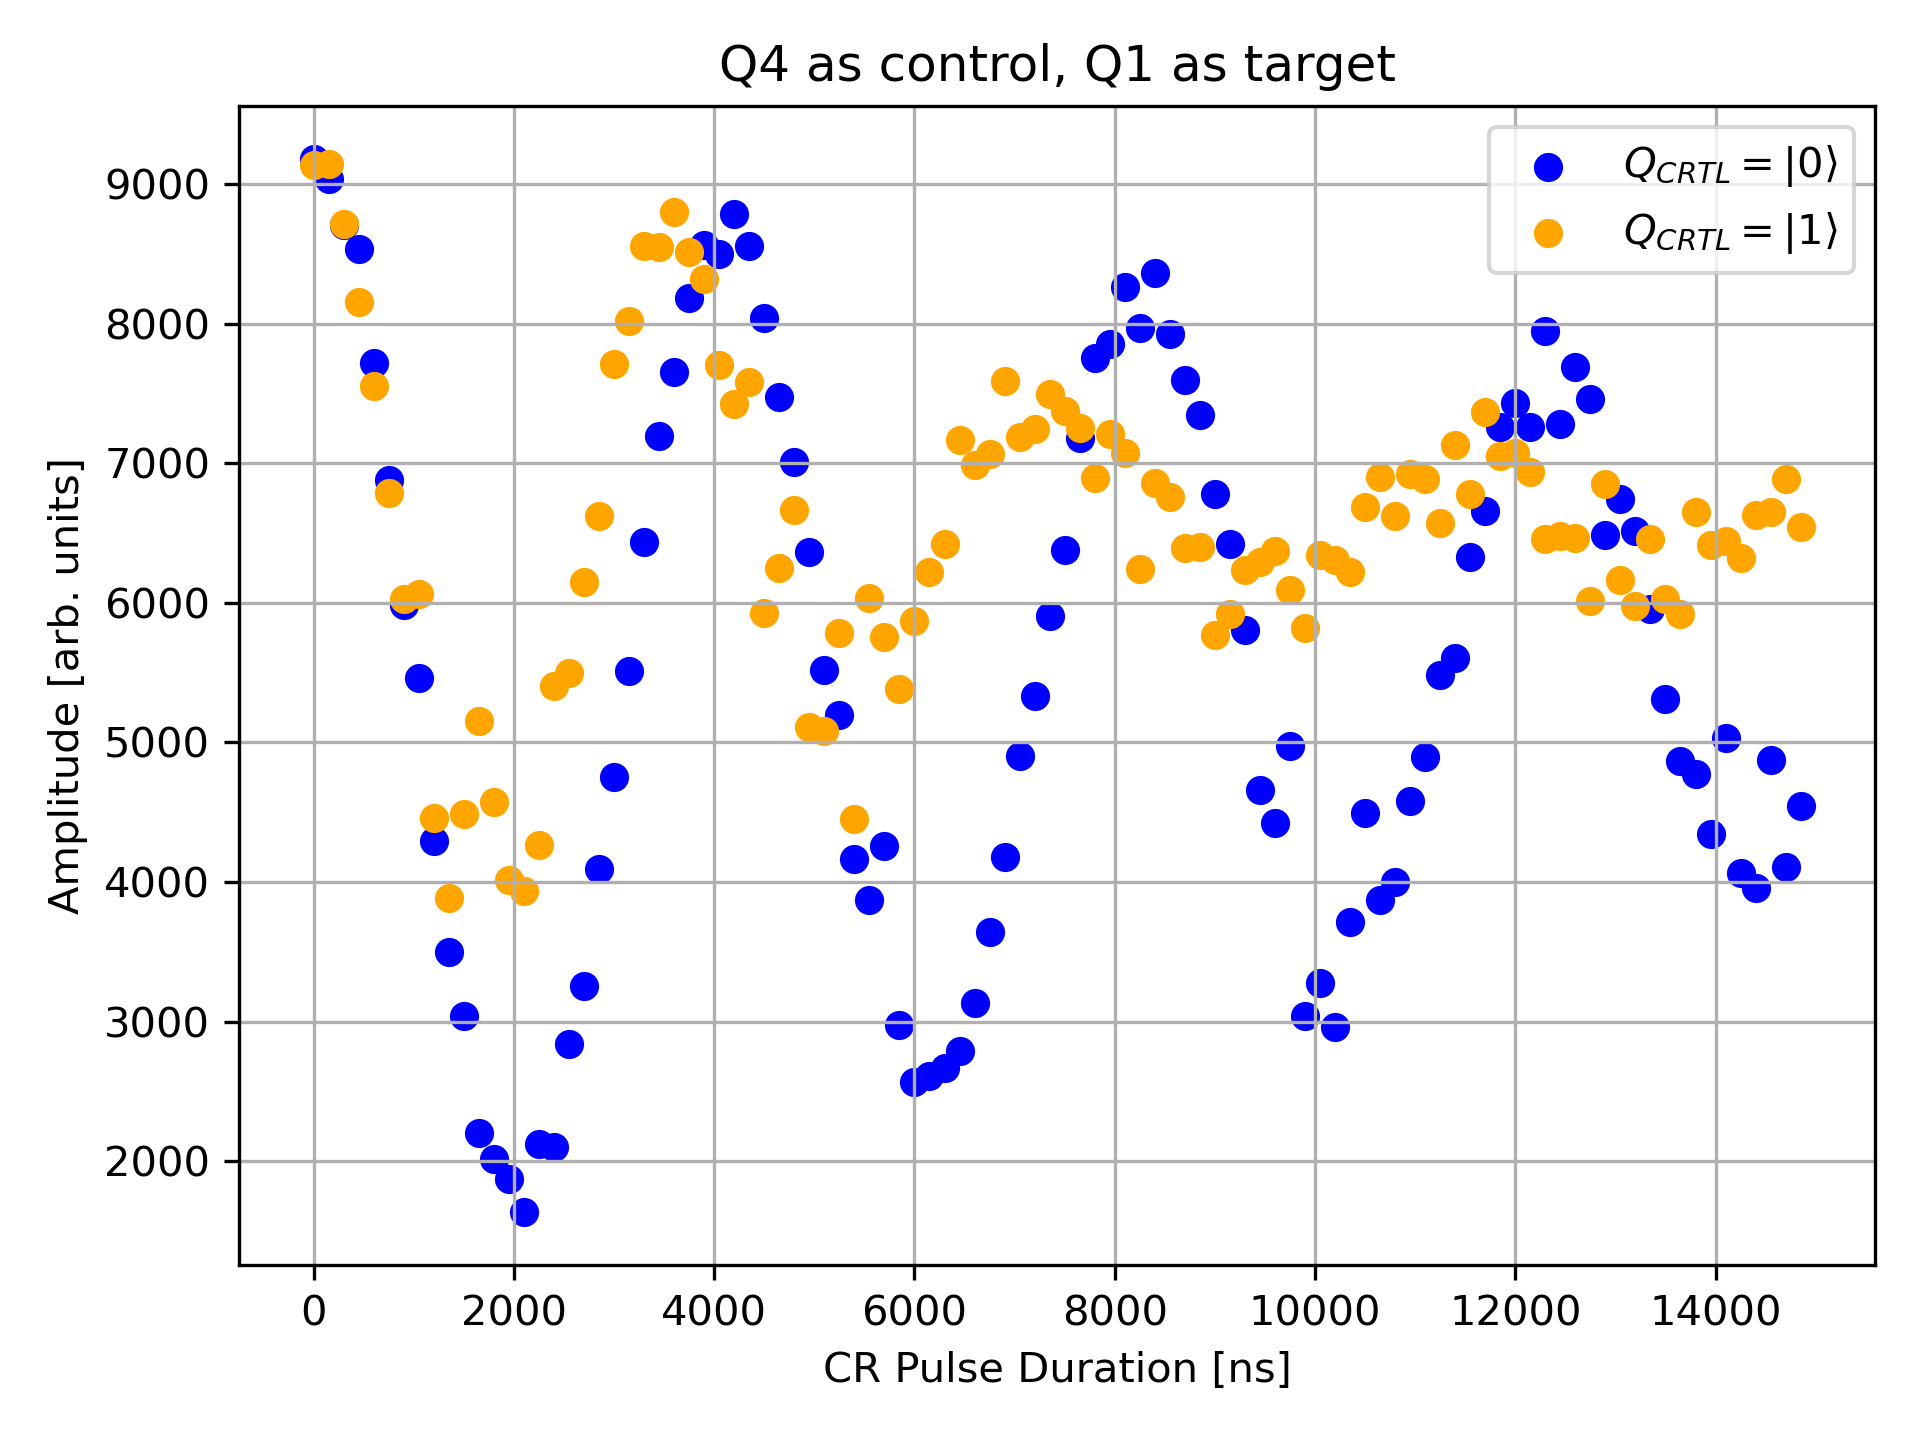 Q4 as control, Q1 as target
Q_CRTL = |0⟩
Q_CRTL = |1⟩
Amplitude [arb. units]
9000
8000
7000
6000
5000
4000
3000
2000
0 2000 4000 6000 8000 10000 12000 14000
CR Pulse Duration [ns]